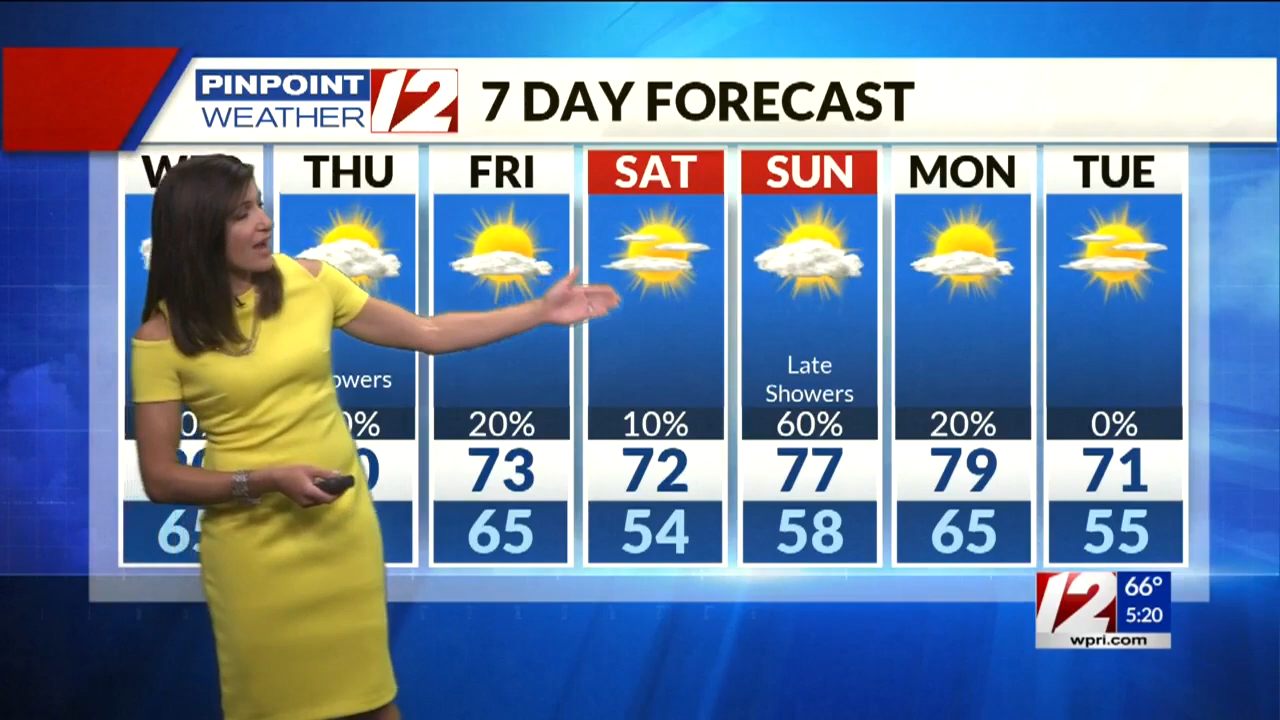 PINPOINT
WEATHER 12 7 DAY FORECAST
THU FRI SAT SUN MON TUE
Late
Showers
20% 10% 60% 20% 0%
73 72 77 79 71
65 65 54 58 65 55
12 66°
5:20
wpri.com